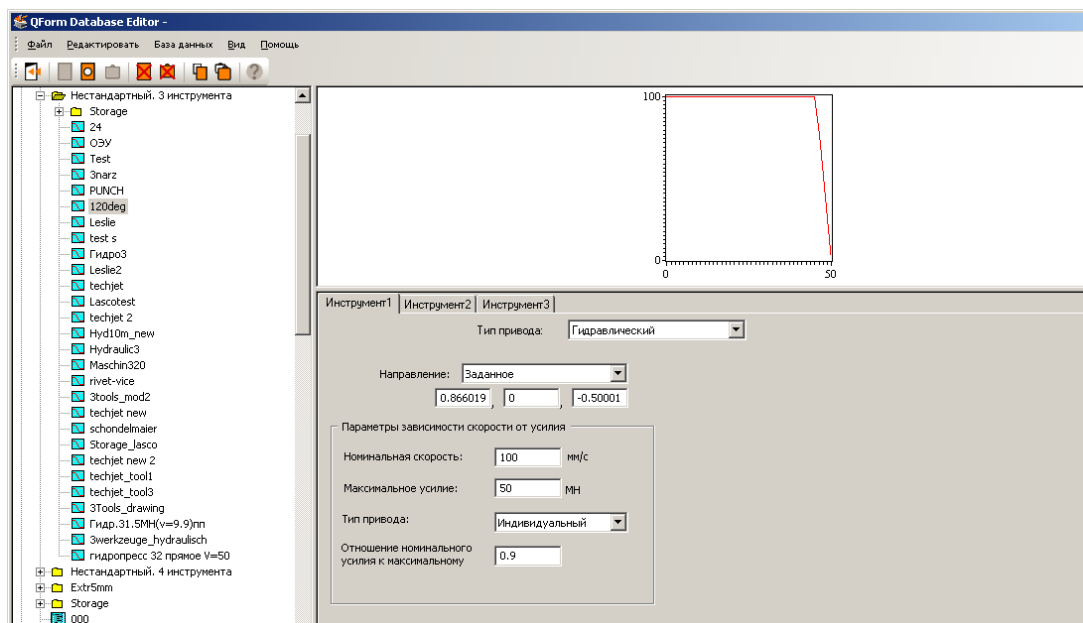 QForm Database Editor -
Файл Редактировать База данных Вид Помощь
Нестандартный. 3 инструмента
Storage
24
ОЭУ
Test
3narz
PUNCH
120deg
Leslie
test s
Гидро3
Leslie2
techjet
Lascotest
techjet 2
Hyd10m_new
Hydraulic3
Maschin320
rivet-vice
3tools_mod2
techjet new
schondelmaier
Storage_lasco
techjet new 2
techjet_tool1
techjet_tool3
3Tools_drawing
Гидр.31.5МН(v=9.9)пп
3werkzeuge_hydraulisch
гидропресс 32 прямое V=50
Нестандартный. 4 инструмента
Extr5mm
Storage
000
100
0
0 50
Инструмент1 Инструмент2 Инструмент3
Тип привода: Гидравлический
Направление: Заданное
0.866019 , 0 , -0.50001
Параметры зависимости скорости от усилия
Номинальная скорость: 100 мм/с
Максимальное усилие: 50 МН
Тип привода: Индивидуальный
Отношение номинального
усилия к максимальному 0.9